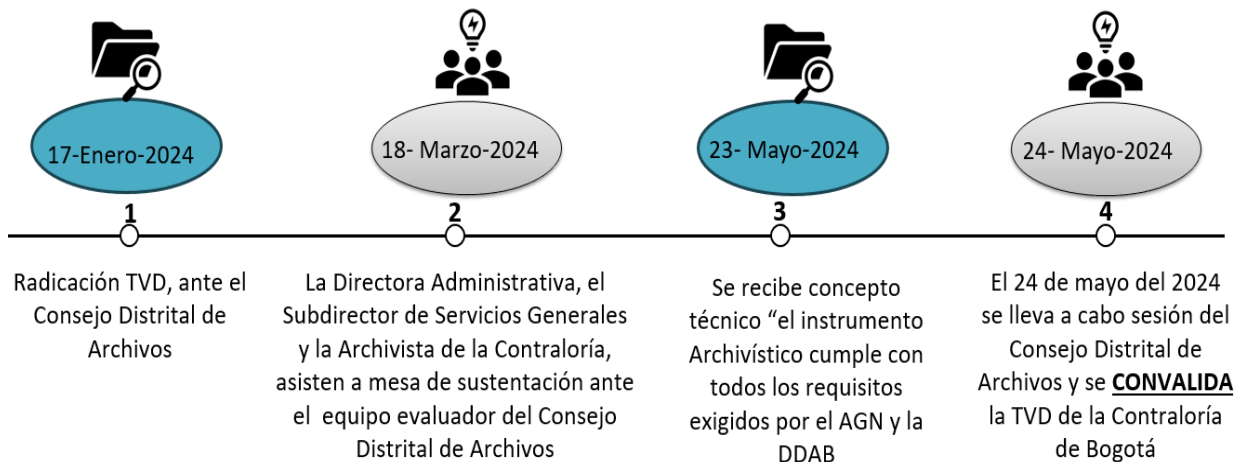 17-Enero-2024
18- Marzo-2024
23- Mayo-2024
24- Mayo-2024
1
2
3
4
Radicación TVD, ante el
Consejo Distrital de
Archivos
La Directora Administrativa, el
Subdirector de Servicios Generales
y la Archivista de la Contraloría,
asisten a mesa de sustentación ante
el equipo evaluador del Consejo
Distrital de Archivos
Se recibe concepto
técnico “el instrumento
Archivístico cumple con
todos los requisitos
exigidos por el AGN y la
DDAB
El 24 de mayo del 2024
se lleva a cabo sesión del
Consejo Distrital de
Archivos y se CONVALIDA
la TVD de la Contraloría
de Bogotá